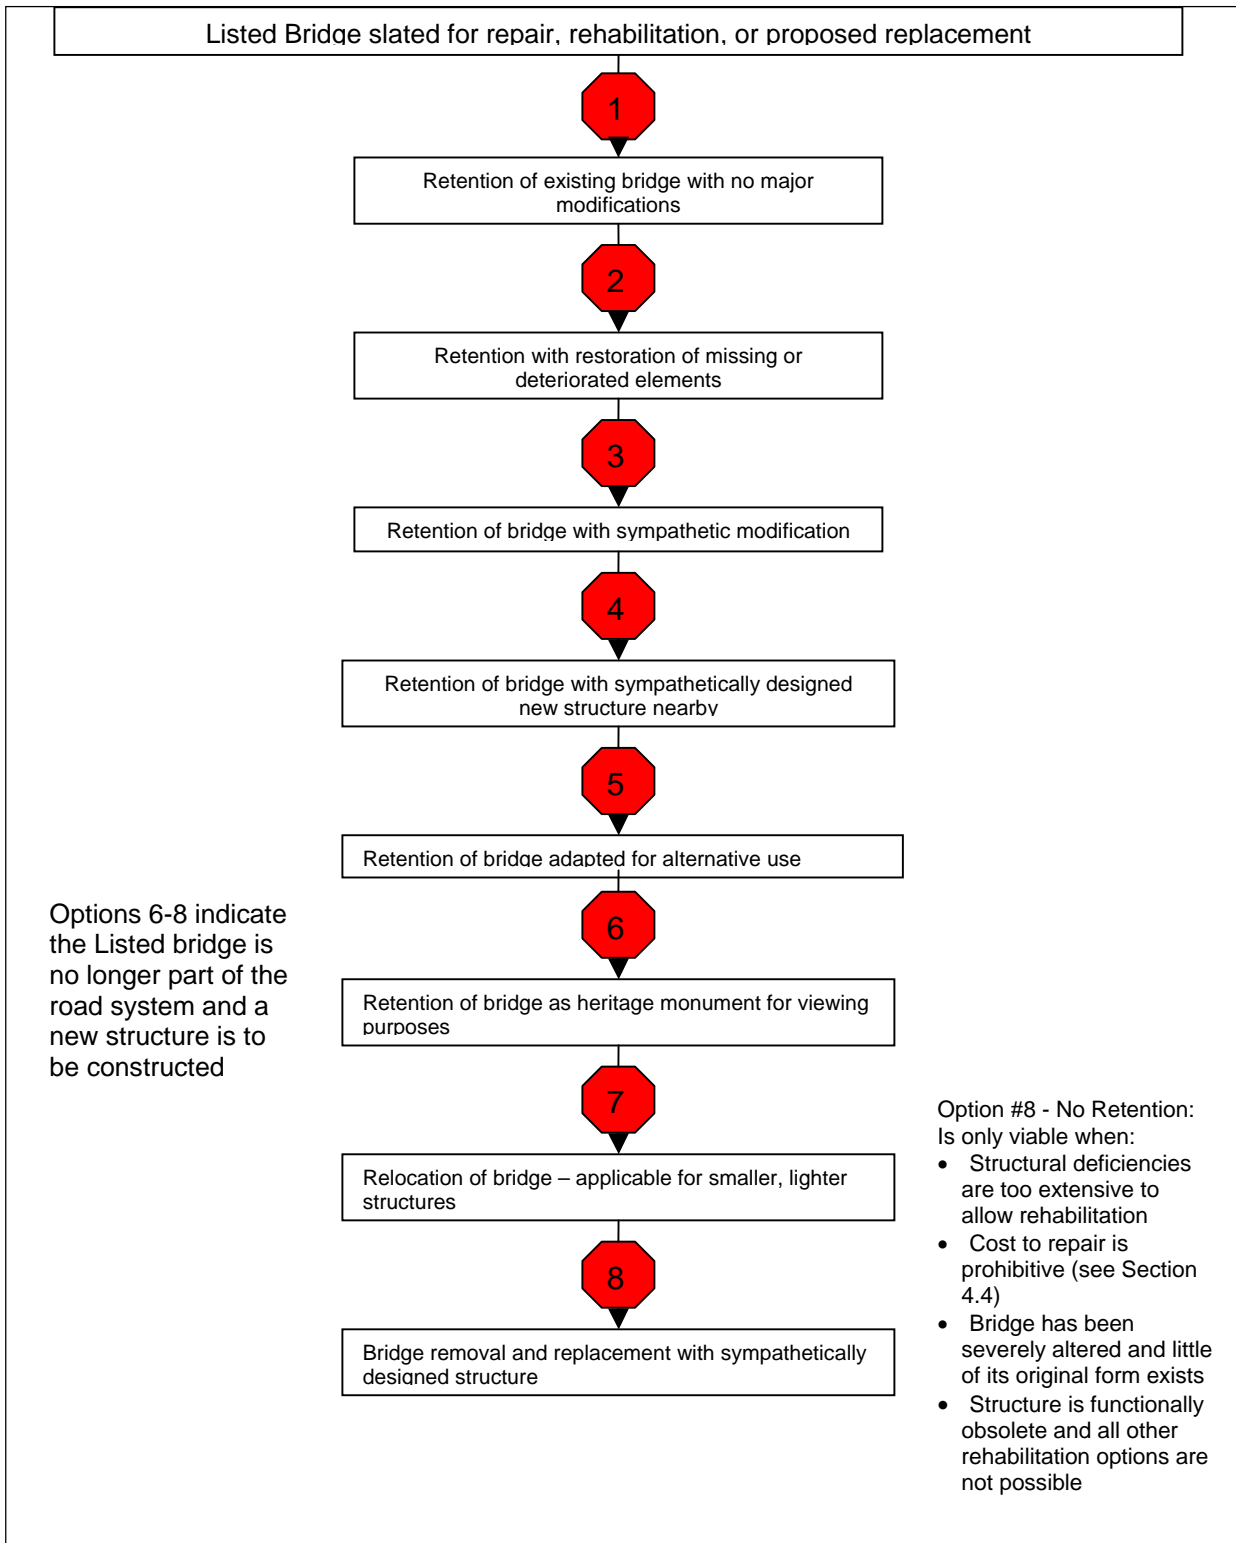 Listed Bridge slated for repair, rehabilitation, or proposed replacement
1
Retention of existing bridge with no major
modifications
2
Retention with restoration of missing or
deteriorated elements
3
Retention of bridge with sympathetic modification
4
Retention of bridge with sympathetically designed
new structure nearby
5
Retention of bridge adapted for alternative use
Options 6-8 indicate
the Listed bridge is
no longer part of the
road system and a
new structure is to
be constructed
6
Retention of bridge as heritage monument for viewing
purposes
7
Relocation of bridge – applicable for smaller, lighter
structures
8
Bridge removal and replacement with sympathetically
designed structure
Option #8 - No Retention:
Is only viable when:
• Structural deficiencies
are too extensive to
allow rehabilitation
• Cost to repair is
prohibitive (see Section
4.4)
• Bridge has been
severely altered and little
of its original form exists
• Structure is functionally
obsolete and all other
rehabilitation options are
not possible